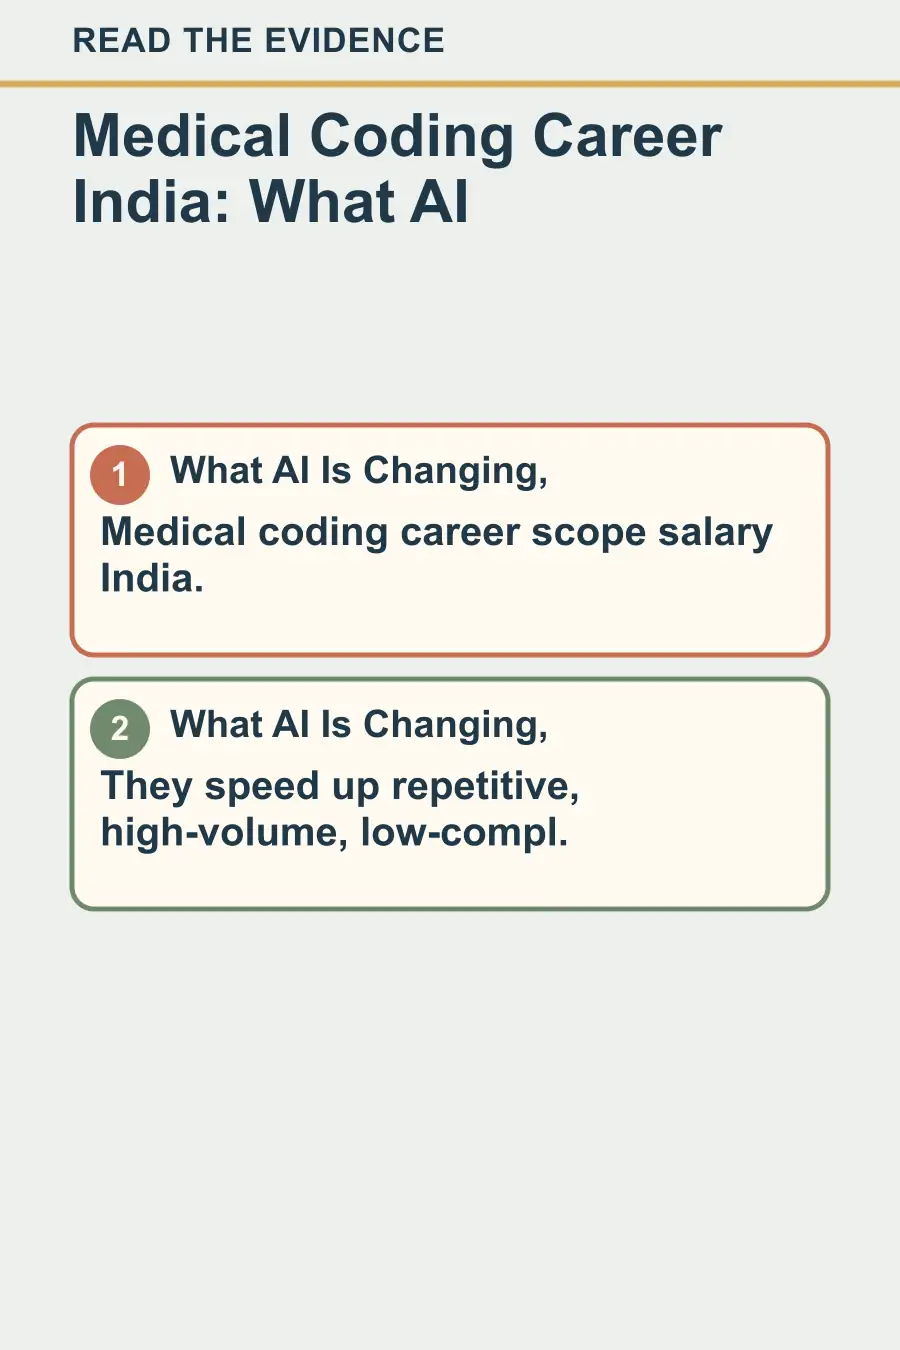 READ THE EVIDENCE
Medical Coding Career
India: What AI
1 What AI Is Changing,
Medical coding career scope salary
India.
2 What AI Is Changing,
They speed up repetitive,
high-volume, low-compl.